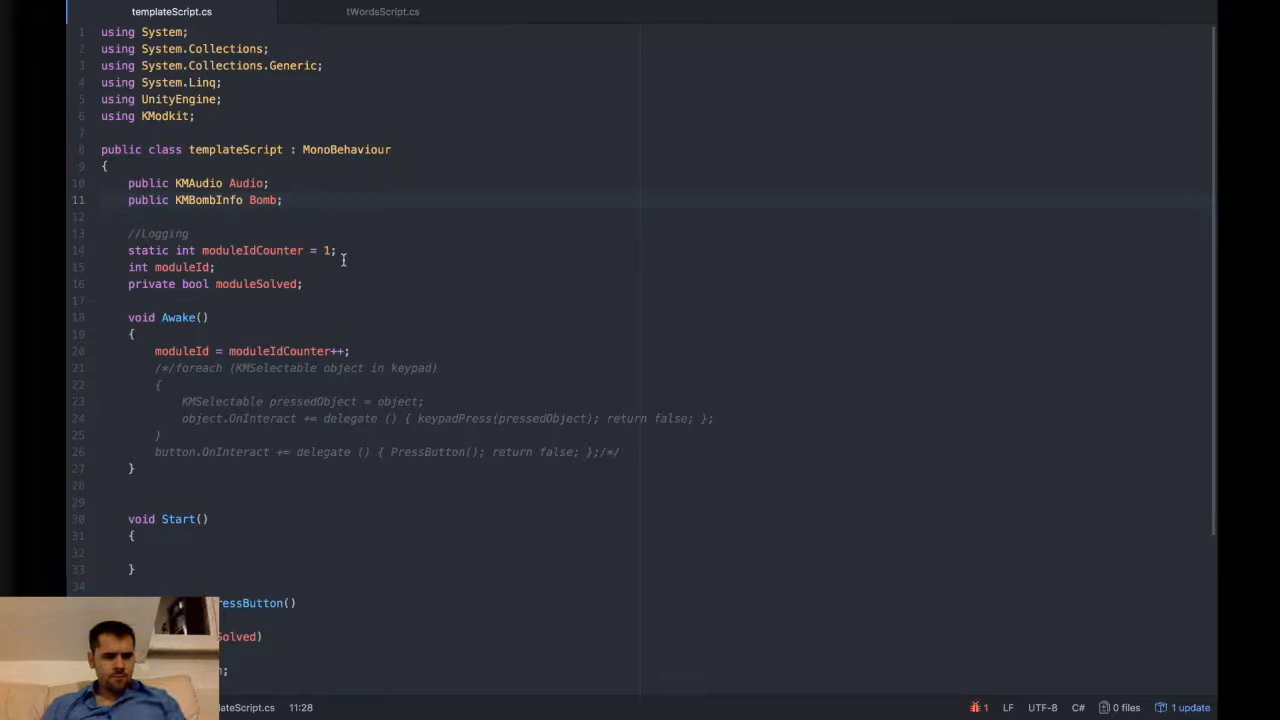 templateScript.cs tWordsScript.cs
1 using System;
2 using System.Collections;
3 using System.Collections.Generic;
4 using System.Linq;
5 using UnityEngine;
6 using KModkit;
7
8 public class templateScript : MonoBehaviour
9 {
10 public KMAudio Audio;
11 public KMBombInfo Bomb;
12
13 //Logging
14 static int moduleIdCounter = 1;
15 int moduleId;
16 private bool moduleSolved;
17
18 void Awake()
19 {
20 moduleId = moduleIdCounter++;
21 /*/foreach (KMSelectable object in keypad)
22 {
23 KMSelectable pressedObject = object;
24 object.OnInteract += delegate () { keypadPress(pressedObject); return false; };
25 }
26 button.OnInteract += delegate () { PressButton(); return false; };/*/
27 }
28
29
30 void Start()
31 {
32
33 }
34
ressButton()
Solved)
;
lateScript.cs 11:28 1 LF UTF-8 C# 0 files 1 update